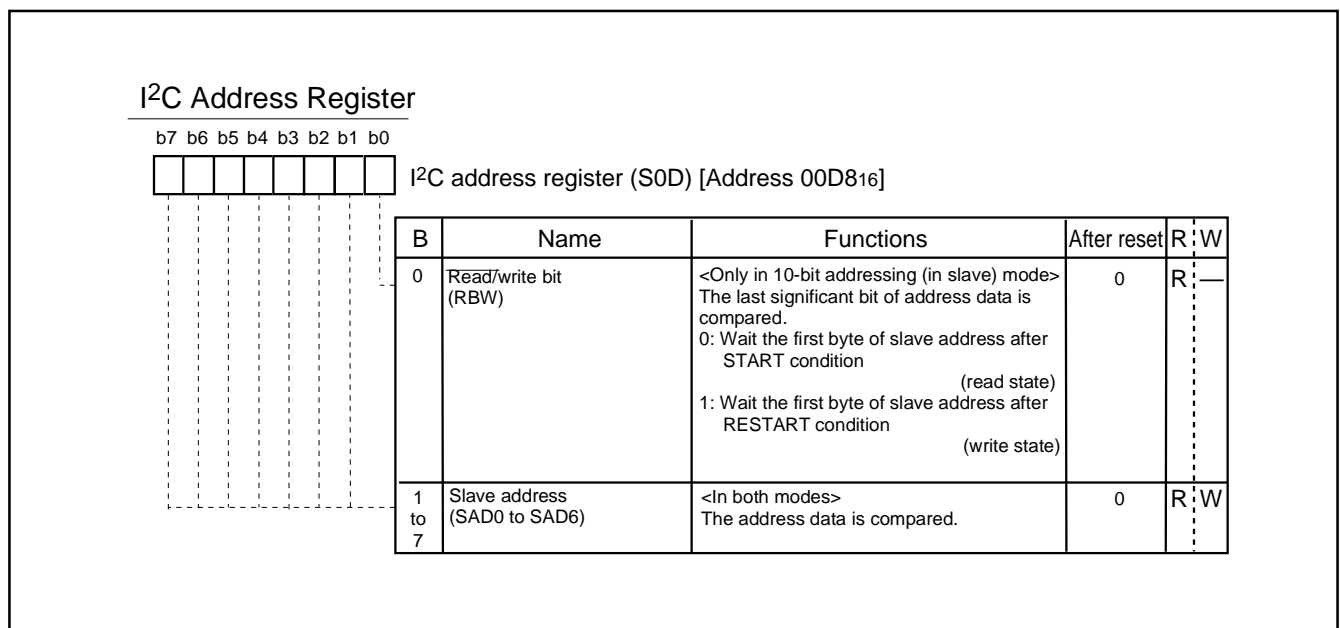 I2C Address Register
b7 b6 b5 b4 b3 b2 b1 b0
I2C address register (S0D) [Address 00D816]
B Name Functions After reset R W
0 Read/write bit (RBW) <Only in 10-bit addressing (in slave) mode> 0 R —
The last significant bit of address data is
compared.
0: Wait the first byte of slave address after
START condition
(read state)
1: Wait the first byte of slave address after
RESTART condition
(write state)
1 to 7 Slave address (SAD0 to SAD6) <In both modes> 0 R W
The address data is compared.